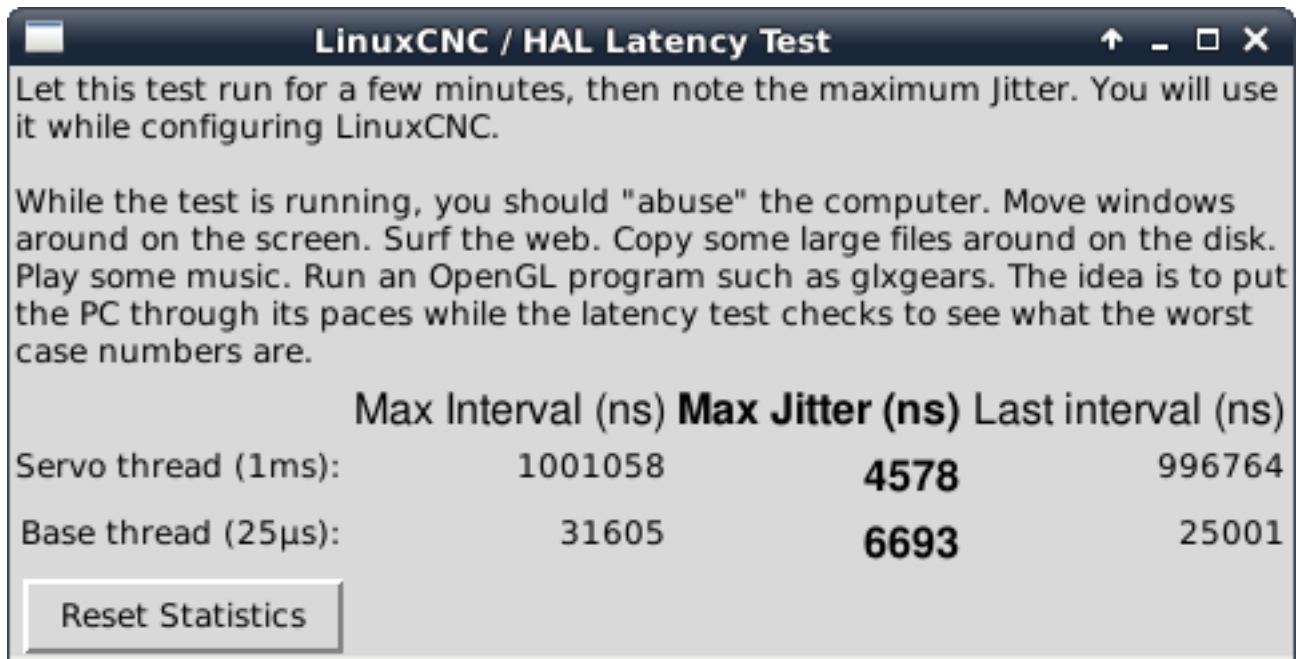 LinuxCNC / HAL Latency Test
Let this test run for a few minutes, then note the maximum Jitter. You will use
it while configuring LinuxCNC.
While the test is running, you should "abuse" the computer. Move windows
around on the screen. Surf the web. Copy some large files around on the disk.
Play some music. Run an OpenGL program such as glxgears. The idea is to put
the PC through its paces while the latency test checks to see what the worst
case numbers are.
Max Interval (ns) Max Jitter (ns) Last interval (ns)
Servo thread (1ms): 1001058 4578 996764
Base thread (25µs): 31605 6693 25001
Reset Statistics